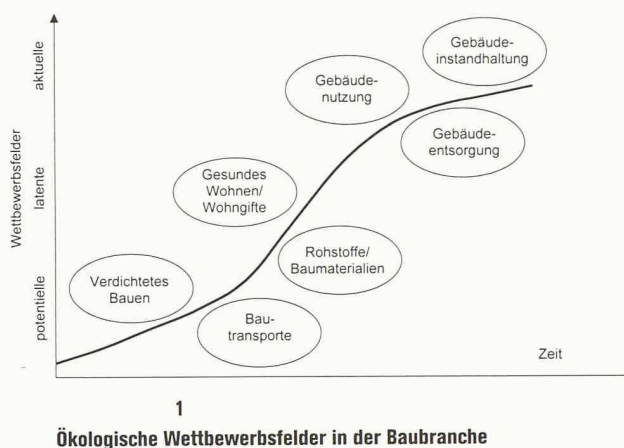 Wettbewerbsfelder
aktuelle
latente
potentielle
Gebäude-
instandhaltung
Gebäude-
nutzung
Gebäude-
entsorgung
Gesundes
Wohnen/
Wohngifte
Rohstoffe/
Baumaterialien
Verdichtetes
Bauen
Bau-
transporte
Zeit
1
Ökologische Wettbewerbsfelder in der Baubranche